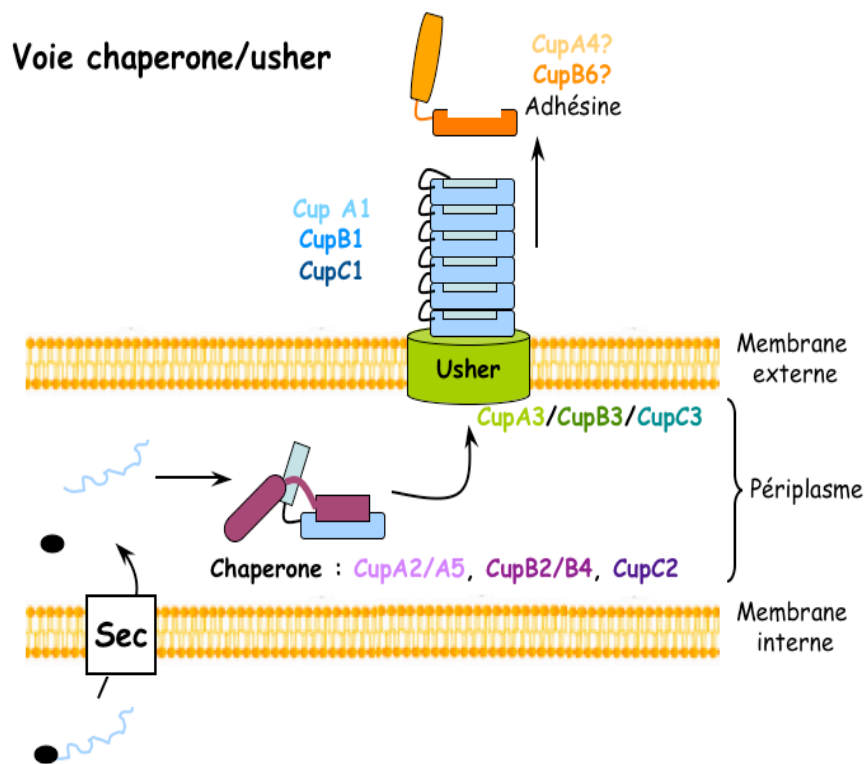 Voie chaperone/usher
CupA4?
CupB6?
Adhésine
Cup A1
CupB1
CupC1
Membrane
externe
Usher
CupA3/CupB3/CupC3
Périplasme
Chaperone : CupA2/A5, CupB2/B4, CupC2
Membrane
interne
Sec